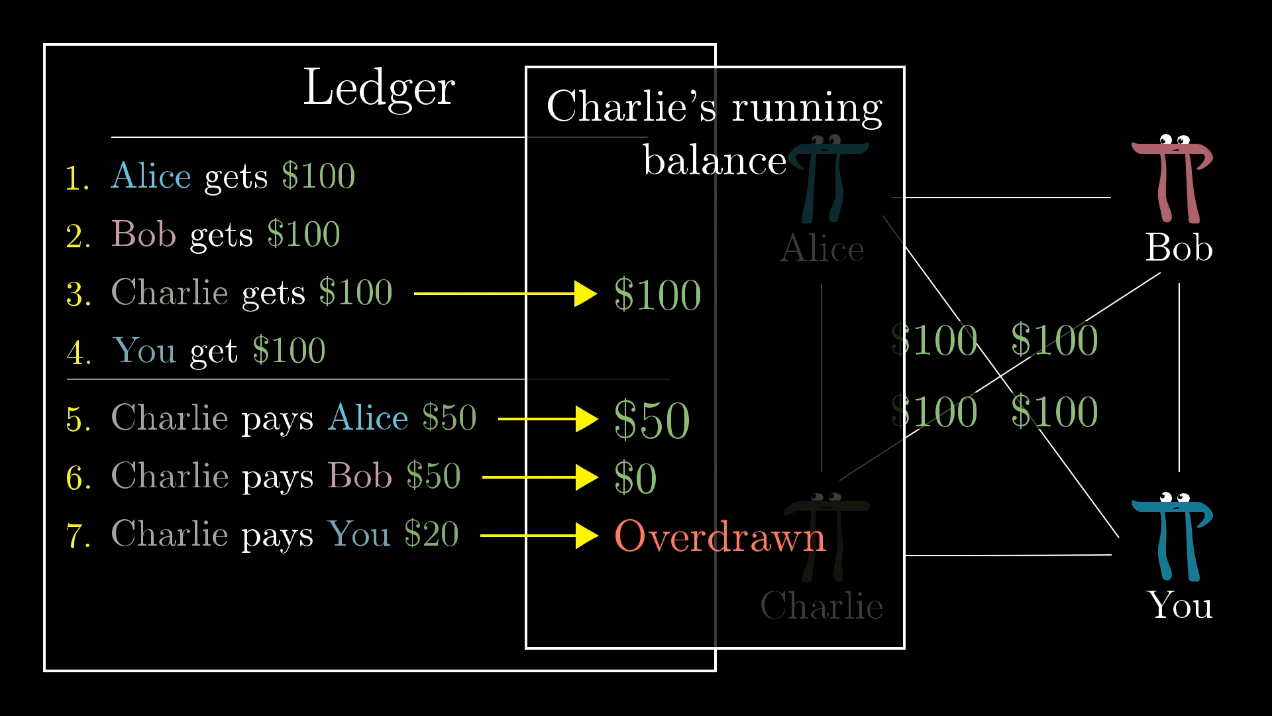 Ledger
1. Alice gets $100
2. Bob gets $100
3. Charlie gets $100
4. You get $100
5. Charlie pays Alice $50
6. Charlie pays Bob $50
7. Charlie pays You $20
Charlie's running
balance
$100
$50
$0
Overdrawn
Alice
Bob
$100 $100
$100 $100
Charlie
You